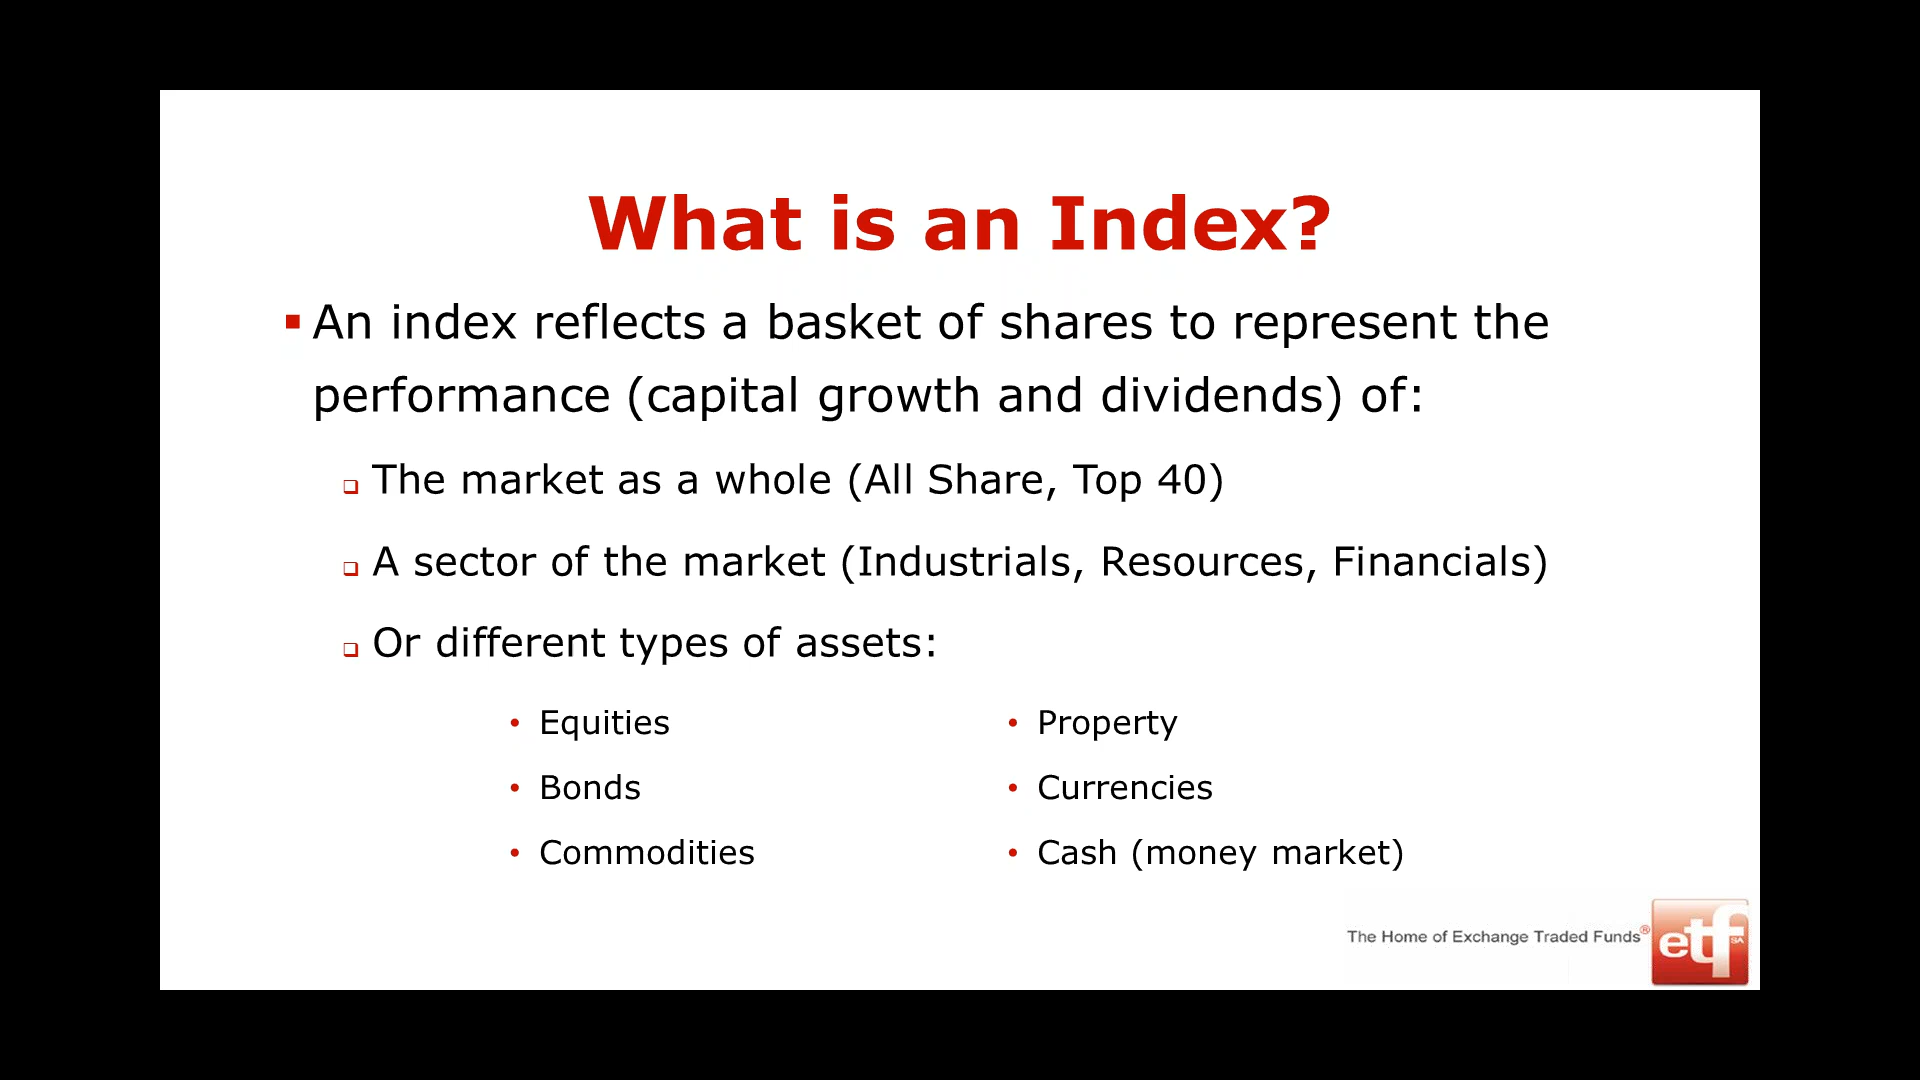 What is an Index?
An index reflects a basket of shares to represent the
performance (capital growth and dividends) of:
The market as a whole (All Share, Top 40)
A sector of the market (Industrials, Resources, Financials)
Or different types of assets:
• Equities
• Bonds
• Commodities
• Property
• Currencies
• Cash (money market)
The Home of Exchange Traded Funds®
etf
SA